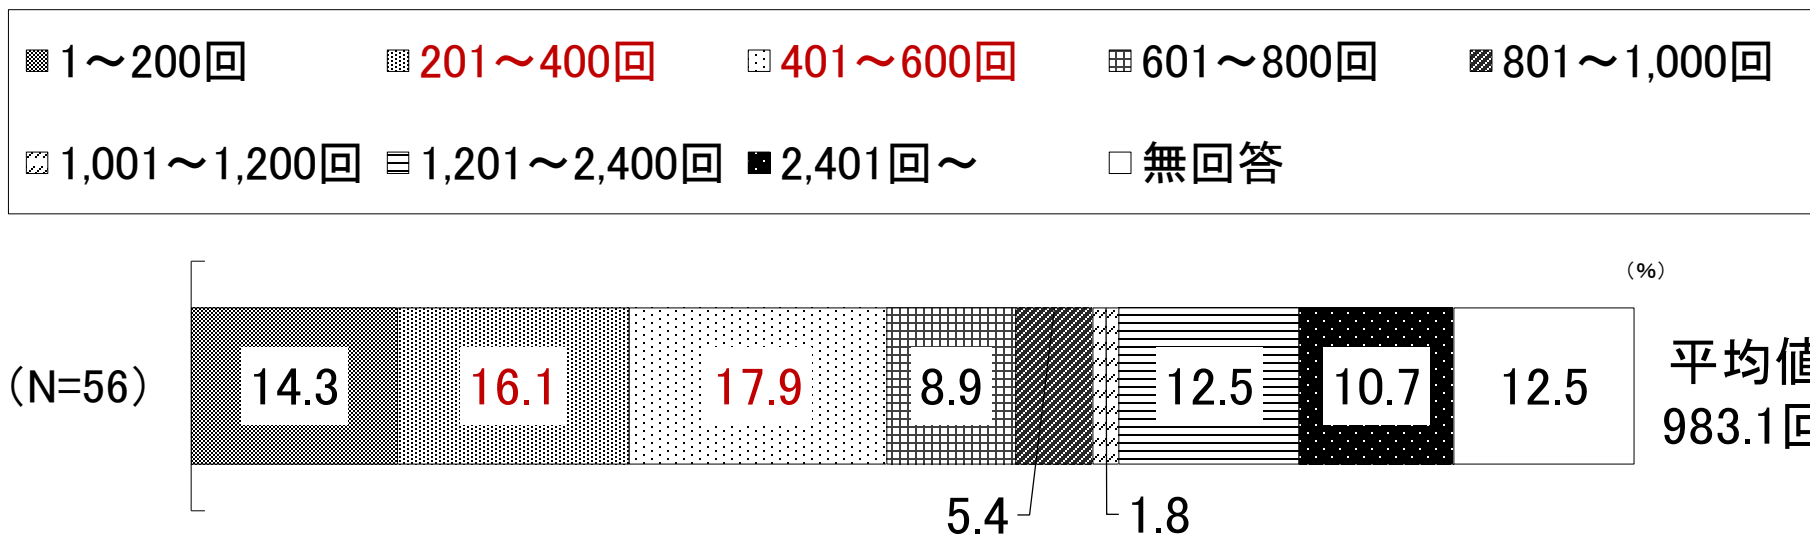 1～200回 201～400回 401～600回 601～800回 801～1,000回
1,001～1,200回 1,201～2,400回 2,401回～ 無回答
（%）
（N=56） 14.3 16.1 17.9 8.9 12.5 10.7 12.5 平均値
983.1回
5.4 1.8